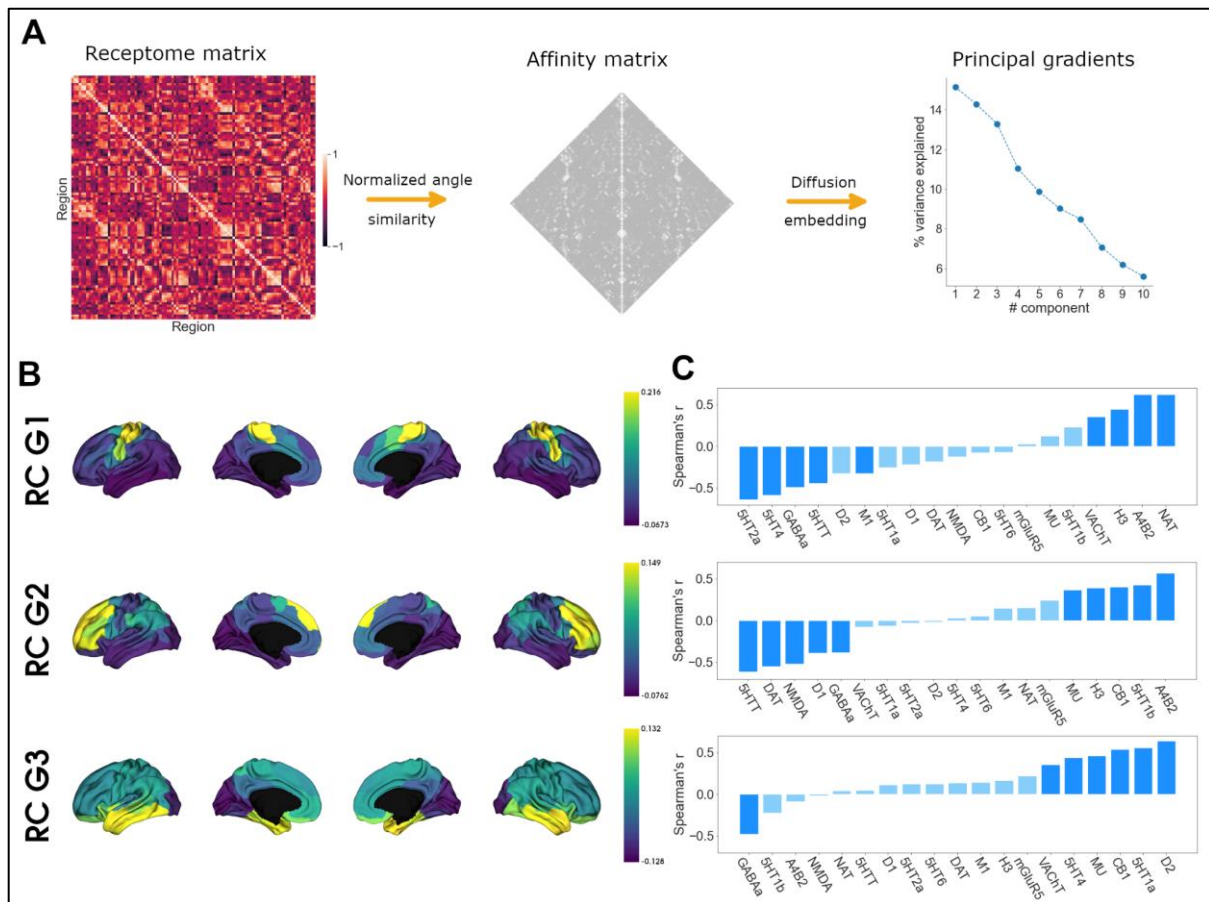 A
Receptome matrix
Affinity matrix
Principal gradients
Region
Region
1
−1
Normalized angle
similarity
Diffusion
embedding
% variance explained
14
12
10
8
6
1 2 3 4 5 6 7 8 9 10
# component
B
RC G1
0.216
-0.0673
RC G2
0.149
-0.0762
RC G3
0.132
-0.128
C
Spearman's r
0.5
0.0
−0.5
5HT2a 5HT4 GABAa 5HTT D2 M1 5HT1a D1 DAT NMDA CB1 5HT6 mGluR5 MU 5HT1b VAChT H3 A4B2 NAT
Spearman's r
0.5
0.0
−0.5
5HTT DAT NMDA D1 GABAa VAChT 5HT1a 5HT2a D2 5HT4 5HT6 M1 NAT mGluR5 MU H3 CB1 5HT1b A4B2
Spearman's r
0.5
0.0
−0.5
GABAa 5HT1b A4B2 NMDA NAT 5HTT D1 5HT2a 5HT6 DAT M1 H3 mGluR5 VAChT 5HT4 MU CB1 5HT1a D2